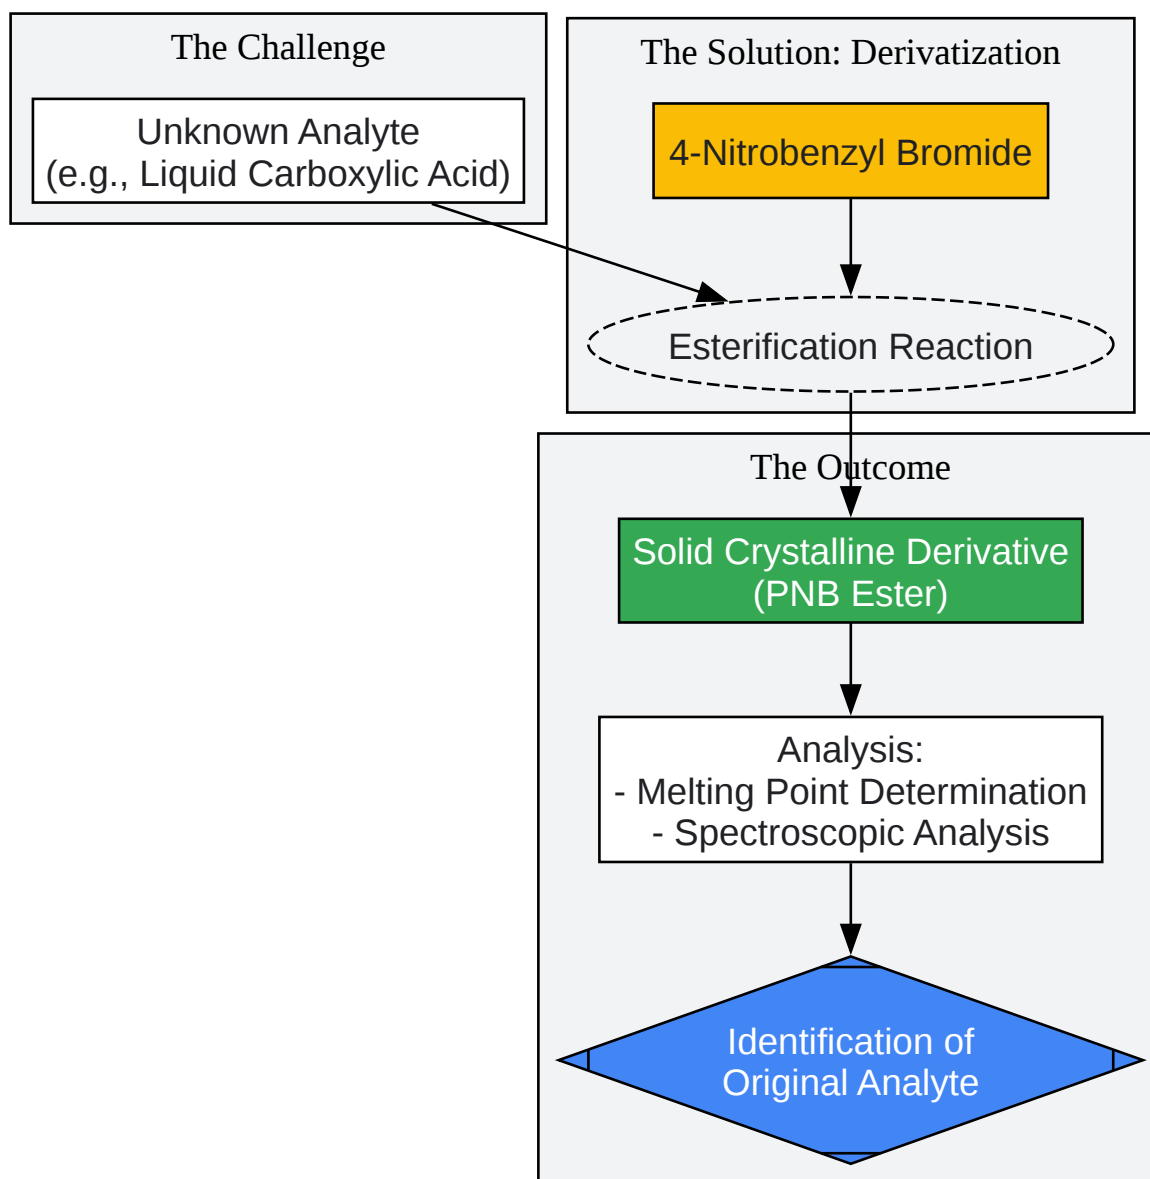 The Challenge
Unknown Analyte
(e.g., Liquid Carboxylic Acid)
The Solution: Derivatization
4-Nitrobenzyl Bromide
Esterification Reaction
The Outcome
Solid Crystalline Derivative
(PNB Ester)
Analysis:
- Melting Point Determination
- Spectroscopic Analysis
Identification of
Original Analyte